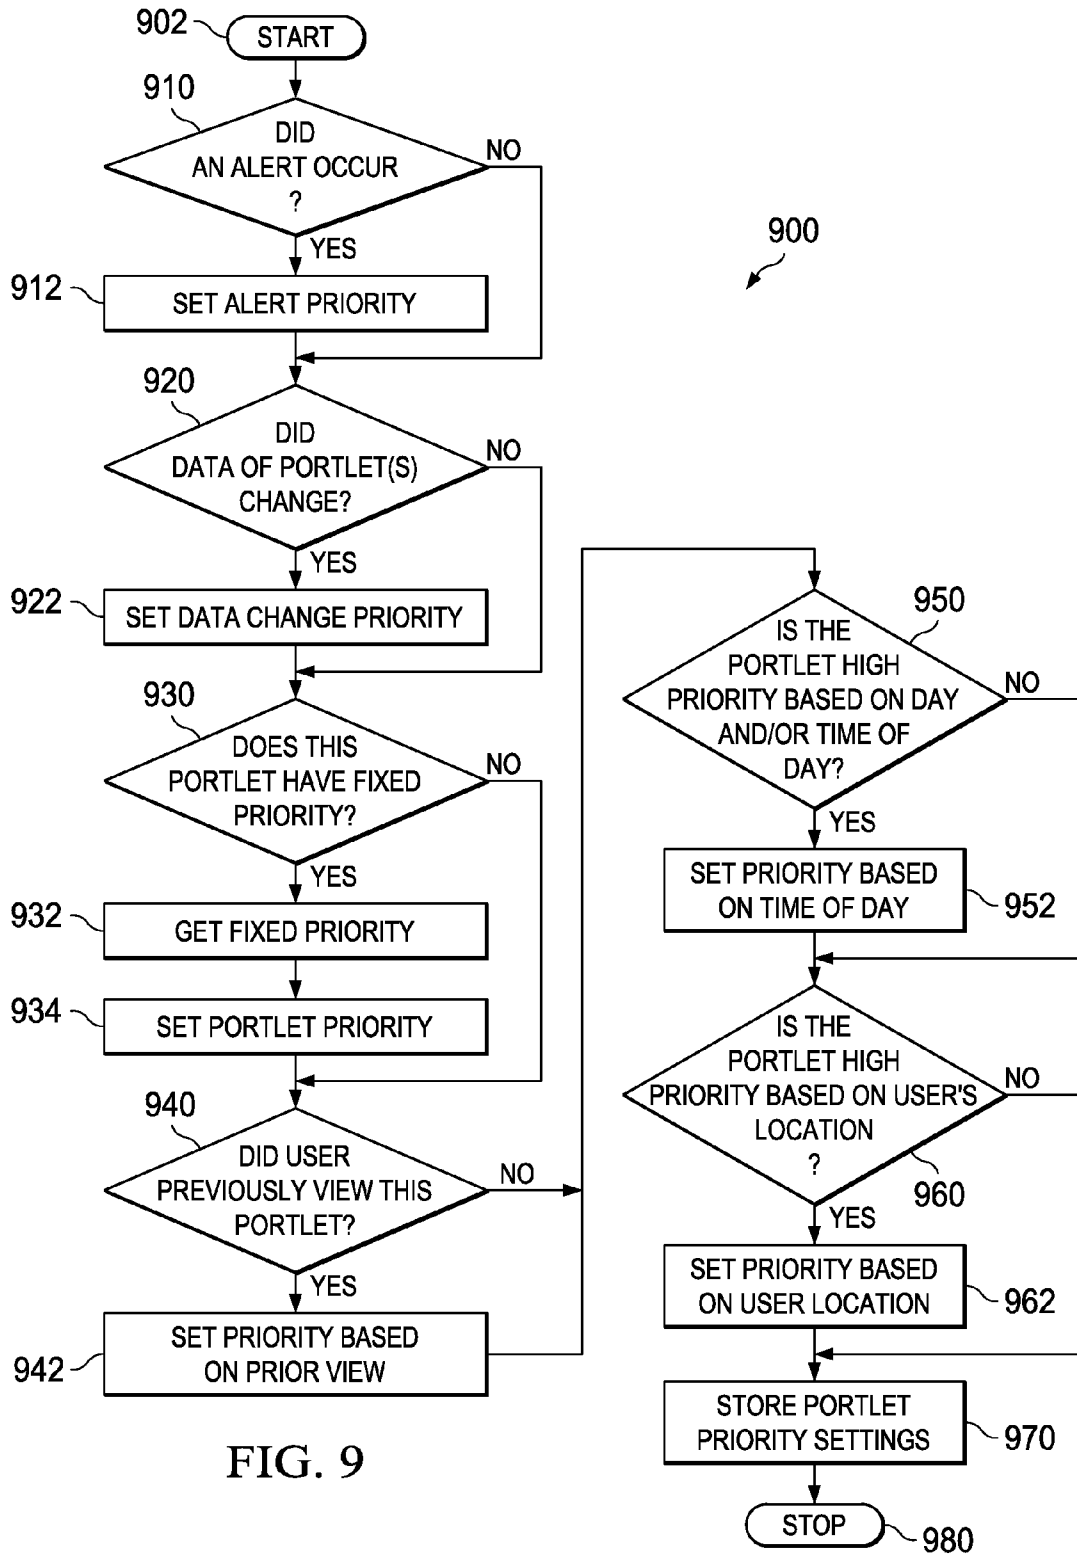 902
START
910
DID
AN ALERT OCCUR
?
NO
YES
900
912
SET ALERT PRIORITY
920
DID
DATA OF PORTLET(S)
CHANGE?
NO
YES
922
SET DATA CHANGE PRIORITY
930
DOES THIS
PORTLET HAVE FIXED
PRIORITY?
NO
YES
932
GET FIXED PRIORITY
934
SET PORTLET PRIORITY
940
DID USER
PREVIOUSLY VIEW THIS
PORTLET?
NO
YES
942
SET PRIORITY BASED
ON PRIOR VIEW
950
IS THE
PORTLET HIGH
PRIORITY BASED ON DAY
AND/OR TIME OF
DAY?
NO
YES
SET PRIORITY BASED
ON TIME OF DAY
952
IS THE
PORTLET HIGH
PRIORITY BASED ON USER'S
LOCATION
?
NO
960
YES
SET PRIORITY BASED
ON USER LOCATION
962
STORE PORTLET
PRIORITY SETTINGS
970
STOP
980
FIG. 9